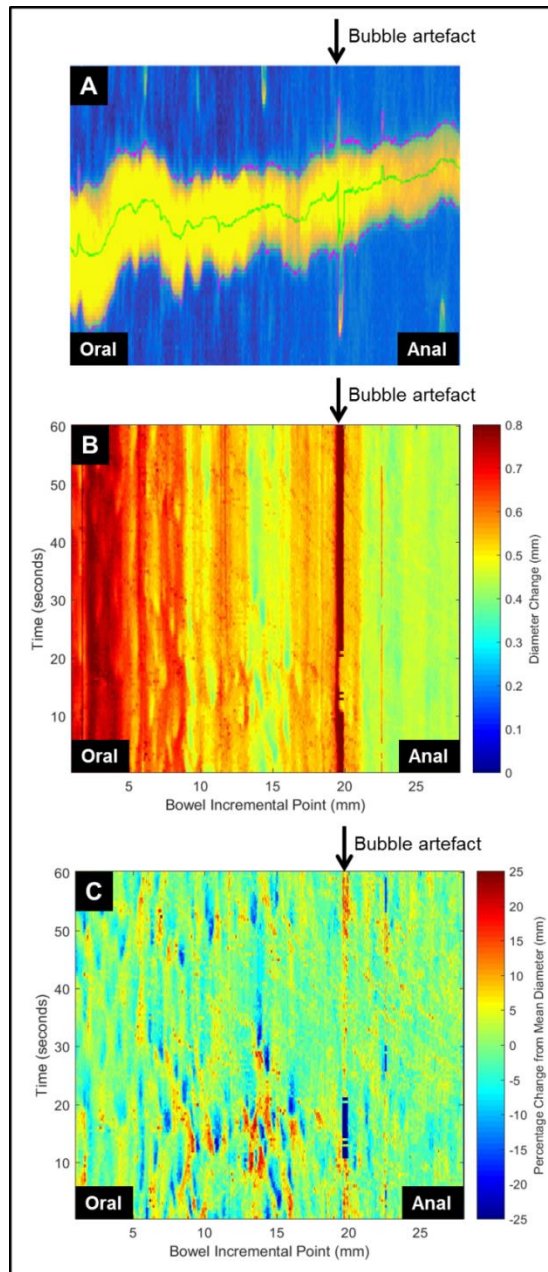 Bubble artefact
A
Oral
Anal
Bubble artefact
B
60
50
40
30
20
10
Time (seconds)
Oral
Anal
5
10
15
20
25
Bowel Incremental Point (mm)
0.8
0.7
0.6
0.5
0.4
0.3
0.2
0.1
0
Diameter Change (mm)
Bubble artefact
C
60
50
40
30
20
10
Time (seconds)
Oral
Anal
5
10
15
20
25
Bowel Incremental Point (mm)
25
20
15
10
5
0
-5
-10
-15
-20
-25
Percentage Change from Mean Diameter (mm)